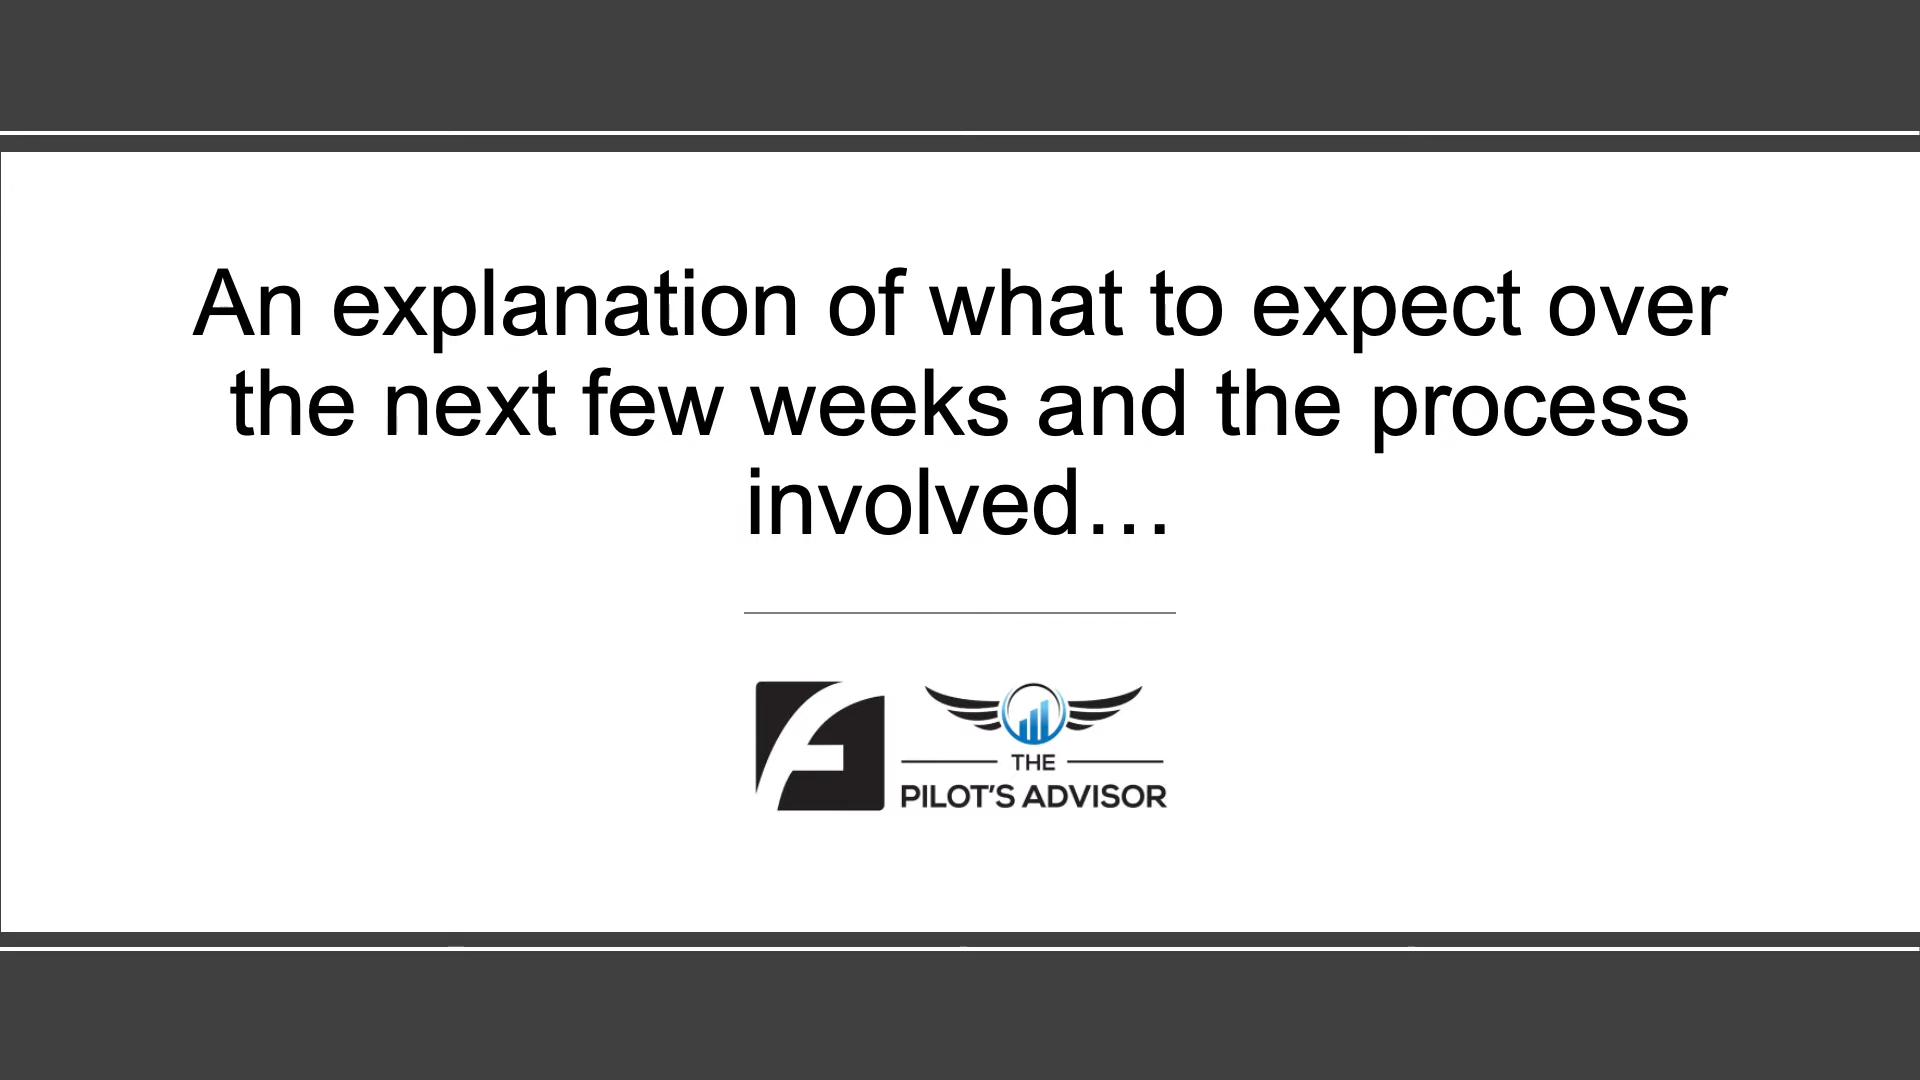 An explanation of what to expect over
the next few weeks and the process
involved…
THE
PILOT'S ADVISOR